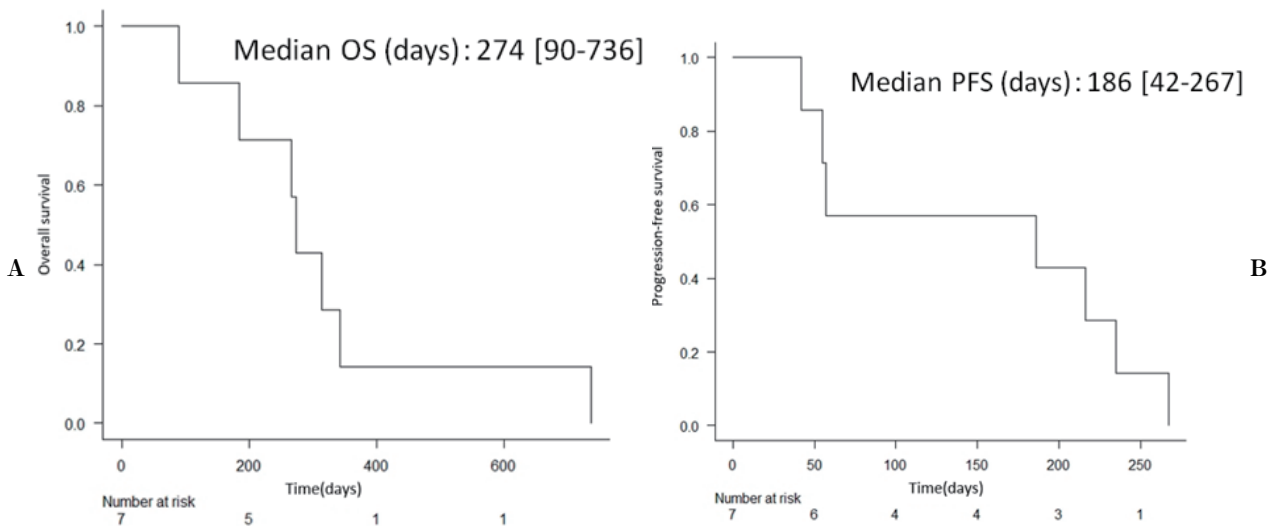 A
Median OS (days): 274 [90-736]
Overall survival
1.0
0.8
0.6
0.4
0.2
0.0
0 200 400 600
Time(days)
Number at risk
7 5 1 1
Median PFS (days): 186 [42-267]
Progression-free survival
1.0
0.8
0.6
0.4
0.2
0.0
0 50 100 150 200 250
Time(days)
Number at risk
7 6 4 4 3 1
B